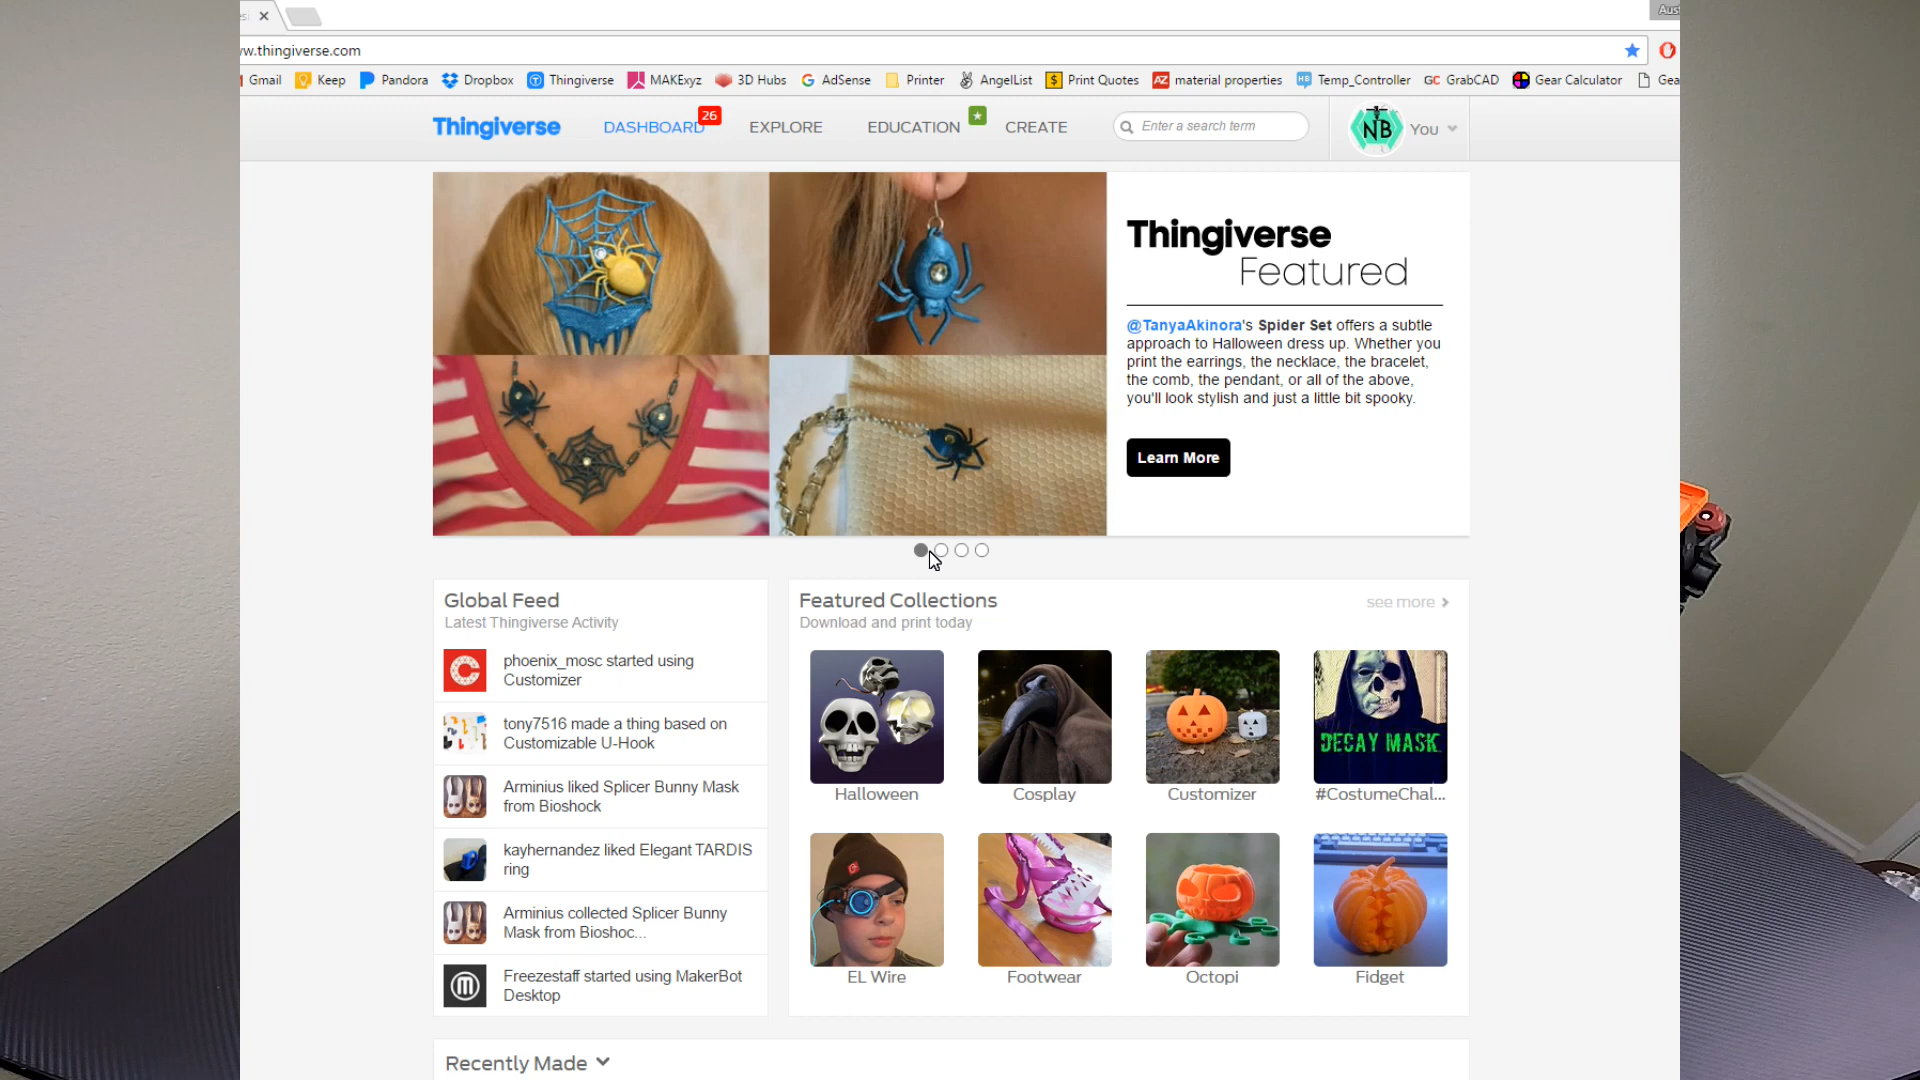 Aus
w.thingiverse.com
Gmail Keep Pandora Dropbox Thingiverse MAKExyz 3D Hubs AdSense Printer AngelList Print Quotes material properties Temp_Controller GrabCAD Gear Calculator Gea
Thingiverse DASHBOARD 26 EXPLORE EDUCATION CREATE Enter a search term NB You
Thingiverse
Featured
@TanyaAkinora's Spider Set offers a subtle
approach to Halloween dress up. Whether you
print the earrings, the necklace, the bracelet,
the comb, the pendant, or all of the above,
you'll look stylish and just a little bit spooky.
Learn More
Global Feed
Latest Thingiverse Activity
phoenix_mosc started using
Customizer
tony7516 made a thing based on
Customizable U-Hook
Arminius liked Splicer Bunny Mask
from Bioshock
kayhernandez liked Elegant TARDIS
ring
Arminius collected Splicer Bunny
Mask from Bioshoc...
Freezestaff started using MakerBot
Desktop
Featured Collections
see more
Download and print today
DECAY MASK
Halloween Cosplay Customizer #CostumeChal...
EL Wire Footwear Octopi Fidget
Recently Made